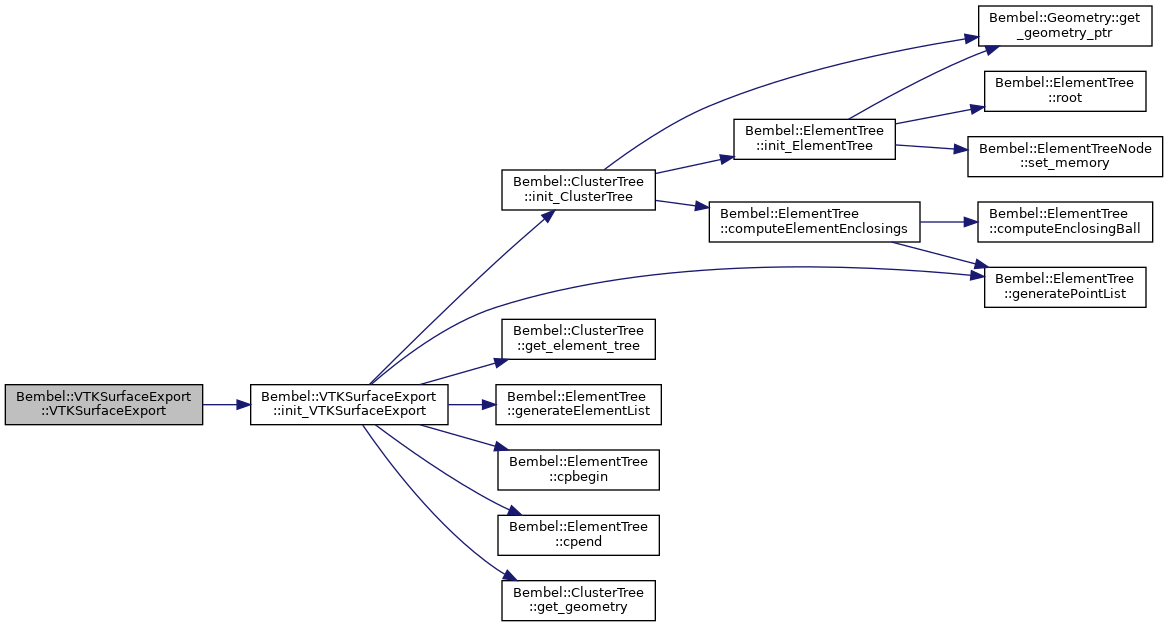 Bembel::VTKSurfaceExport
::VTKSurfaceExport
Bembel::VTKSurfaceExport
::init_VTKSurfaceExport
Bembel::ClusterTree
::init_ClusterTree
Bembel::Geometry::get
_geometry_ptr
Bembel::ElementTree
::init_ElementTree
Bembel::ElementTree
::root
Bembel::ElementTreeNode
::set_memory
Bembel::ElementTree
::computeElementEnclosings
Bembel::ElementTree
::computeEnclosingBall
Bembel::ElementTree
::generatePointList
Bembel::ClusterTree
::get_element_tree
Bembel::ElementTree
::generateElementList
Bembel::ElementTree
::cpbegin
Bembel::ElementTree
::cpend
Bembel::ClusterTree
::get_geometry